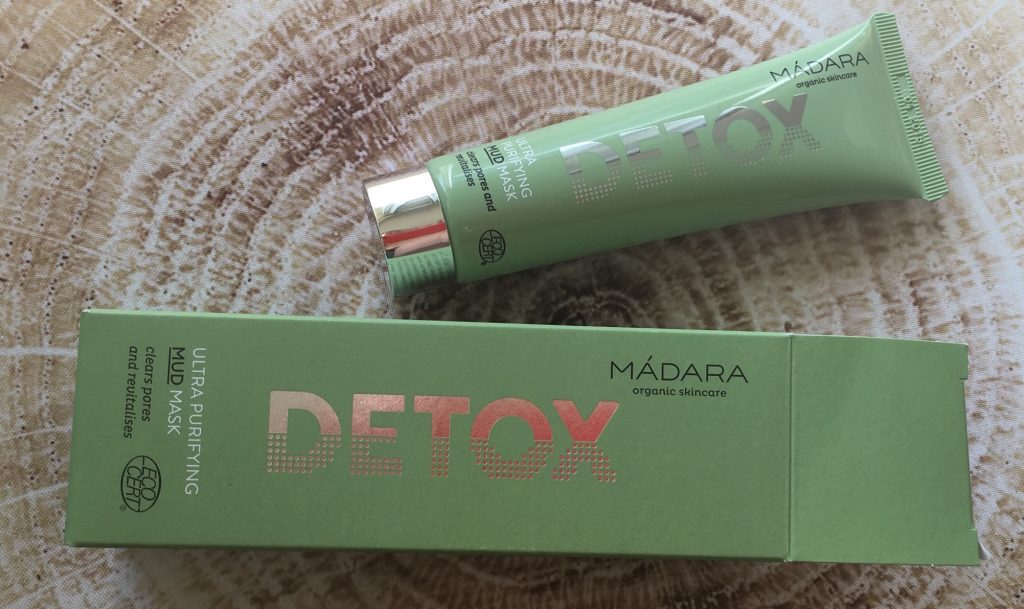 MÁDARA
organic skincare
DETOX
ULTRA
PURIFYING
MUD MASK
clears pores and
revitalises
ECO
CERT
MÁDARA
organic skincare
DETOX
ULTRA PURIFYING
MUD MASK
clears pores
and revitalises
ECO
CERT
®